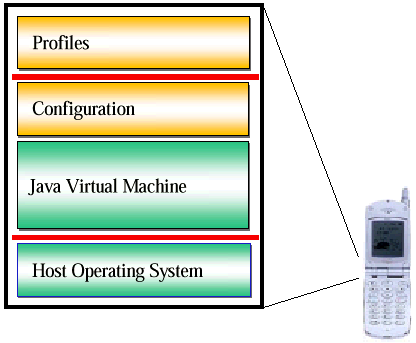 Profiles
Configuration
Java Virtual Machine
Host Operating System